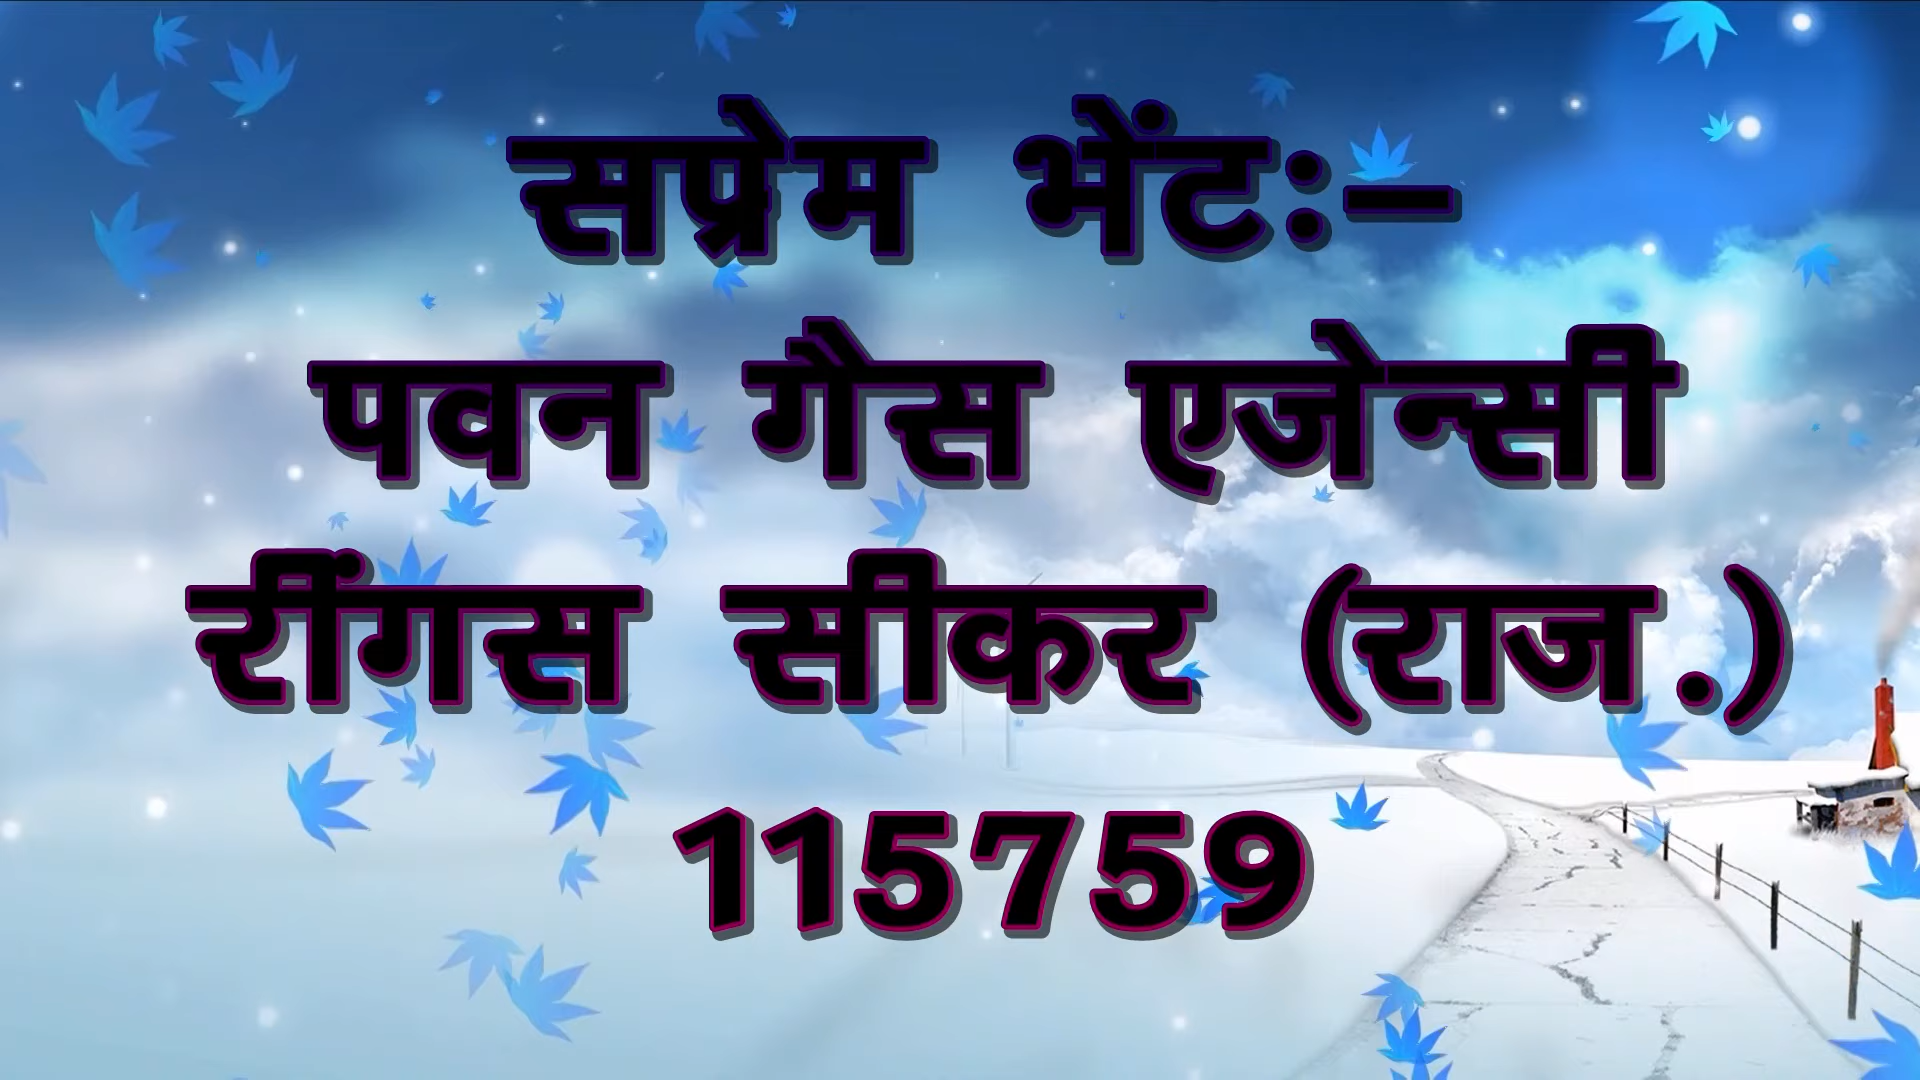 सप्रेम भेंटः–
पवन गैस एजेन्सी
रींगस सीकर (राज.)
115759